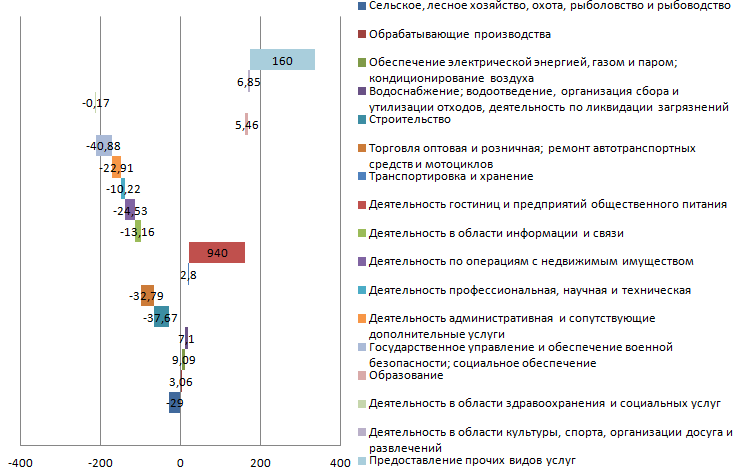 160
6,85
-0,17
5,46
-40,88
-22,91
-10,22
-24,53
-13,16
940
2,8
-32,79
-37,67
7,1
9,09
3,06
-29
-400 -200 0 200 400
Сельское, лесное хозяйство, охота, рыболовство и рыбоводство
Обрабатывающие производства
Обеспечение электрической энергией, газом и паром;
кондиционирование воздуха
Водоснабжение; водоотведение, организация сбора и
утилизации отходов, деятельность по ликвидации загрязнений
Строительство
Торговля оптовая и розничная; ремонт автотранспортных
средств и мотоциклов
Транспортировка и хранение
Деятельность гостиниц и предприятий общественного питания
Деятельность в области информации и связи
Деятельность по операциям с недвижимым имуществом
Деятельность профессиональная, научная и техническая
Деятельность административная и сопутствующие
дополнительные услуги
Государственное управление и обеспечение военной
безопасности; социальное обеспечение
Образование
Деятельность в области здравоохранения и социальных услуг
Деятельность в области культуры, спорта, организации досуга и
развлечений
Предоставление прочих видов услуг